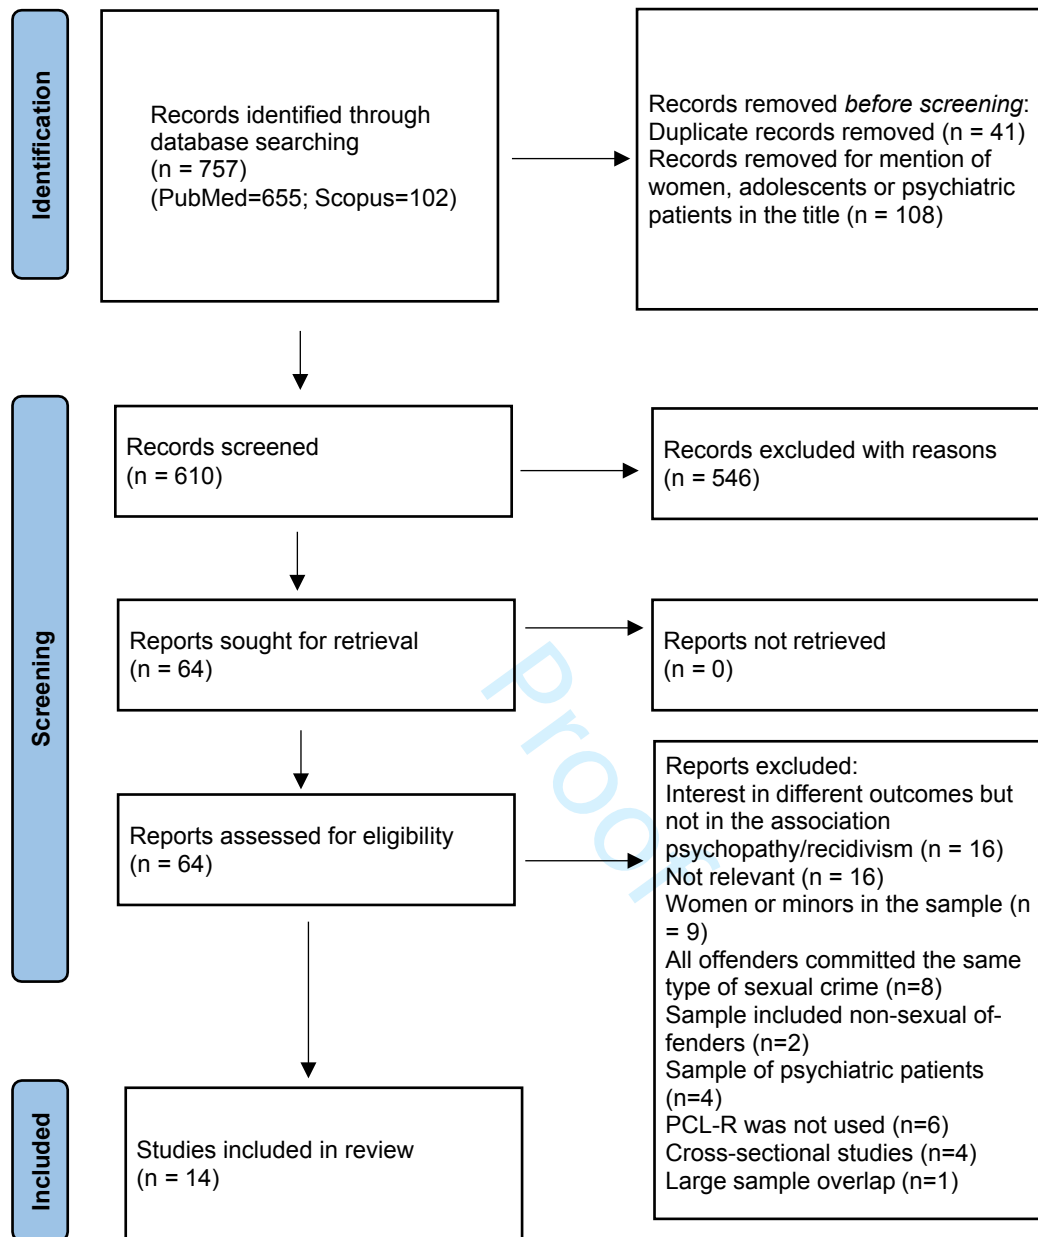 Identification
Records identified through
database searching
(n = 757)
(PubMed=655; Scopus=102)
Records removed before screening:
Duplicate records removed (n = 41)
Records removed for mention of
women, adolescents or psychiatric
patients in the title (n = 108)
Screening
Records screened
(n = 610)
Records excluded with reasons
(n = 546)
Reports sought for retrieval
(n = 64)
Reports not retrieved
(n = 0)
Reports assessed for eligibility
(n = 64)
Reports excluded:
Interest in different outcomes but
not in the association
psychopathy/recidivism (n = 16)
Not relevant (n = 16)
Women or minors in the sample (n
= 9)
All offenders committed the same
type of sexual crime (n=8)
Sample included non-sexual of-
fenders (n=2)
Sample of psychiatric patients
(n=4)
PCL-R was not used (n=6)
Cross-sectional studies (n=4)
Large sample overlap (n=1)
Included
Studies included in review
(n = 14)
Proof